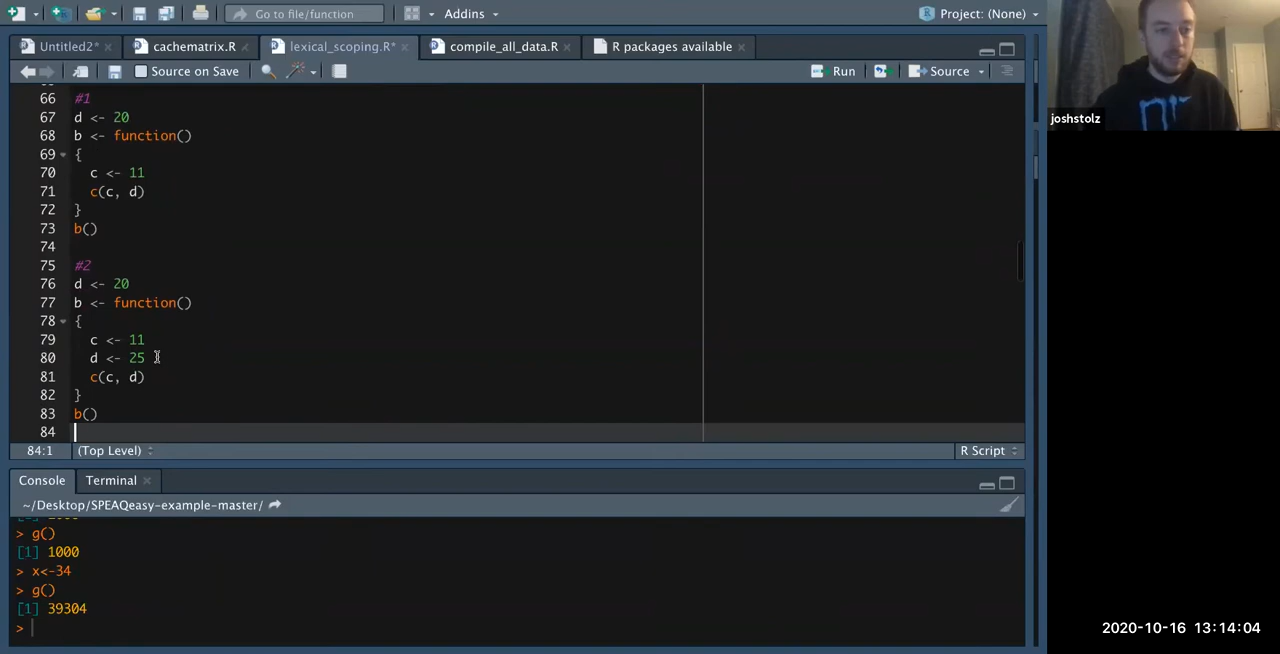 Go to file/function
Addins
Project: (None)
Untitled2*
cachematrix.R
lexical_scoping.R*
compile_all_data.R
R packages available
Source on Save
Run
Source
66 #1
67 d <- 20
68 b <- function()
69 {
70 c <- 11
71 c(c, d)
72 }
73 b()
74
75 #2
76 d <- 20
77 b <- function()
78 {
79 c <- 11
80 d <- 25
81 c(c, d)
82 }
83 b()
84
84:1 (Top Level) R Script
Console Terminal
~/Desktop/SPEAQeasy-example-master/
> g()
[1] 1000
> x<-34
> g()
[1] 39304
>
joshstolz
2020-10-16 13:14:04